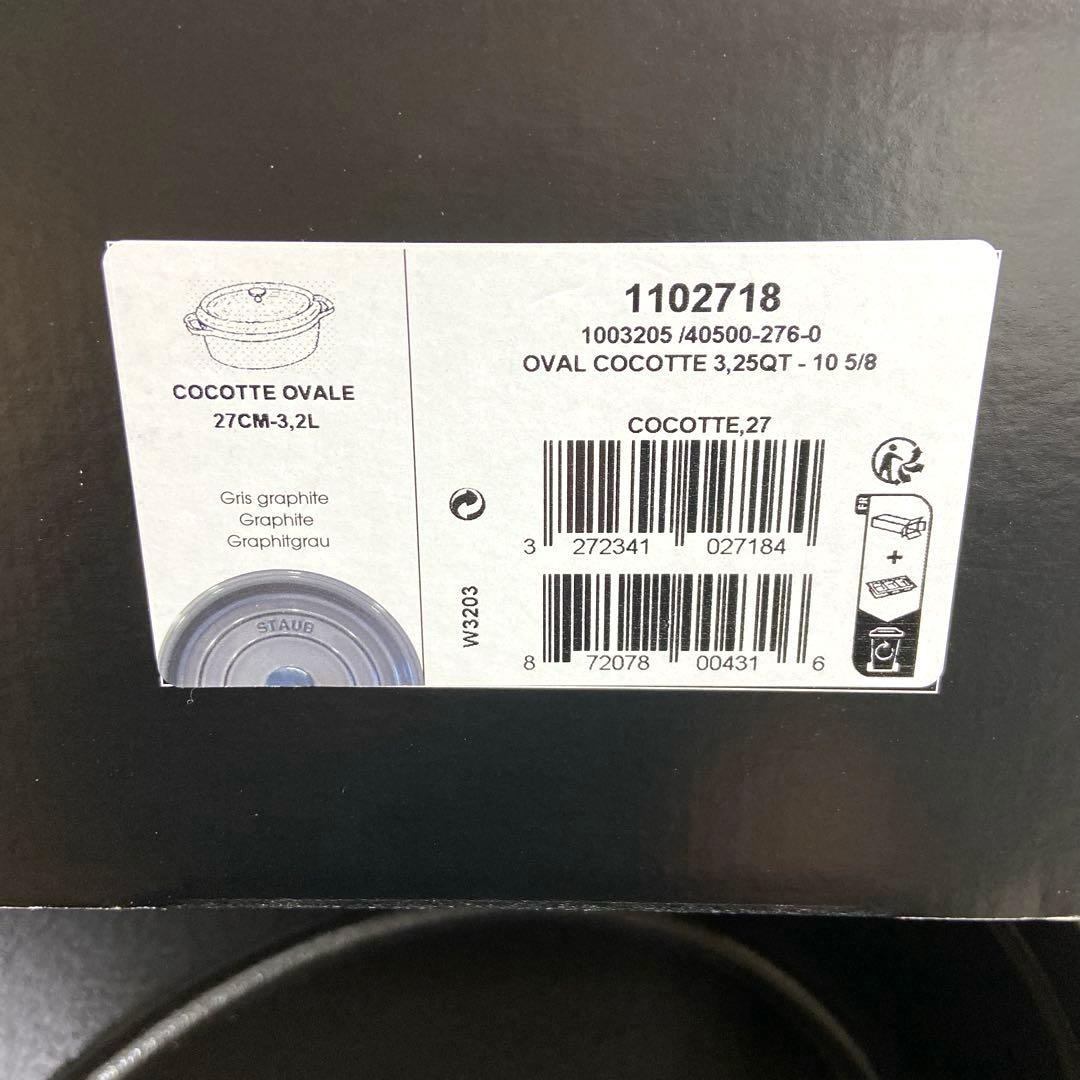 COCOTTE OVALE
27CM-3,2L
Gris graphite
Graphite
Graphitgrau
STAUB
1102718
1003205 /40500-276-0
OVAL COCOTTE 3,25QT - 10 5/8
COCOTTE,27
3 272341 027184
W3203
8 72078 00431 6
FR
+